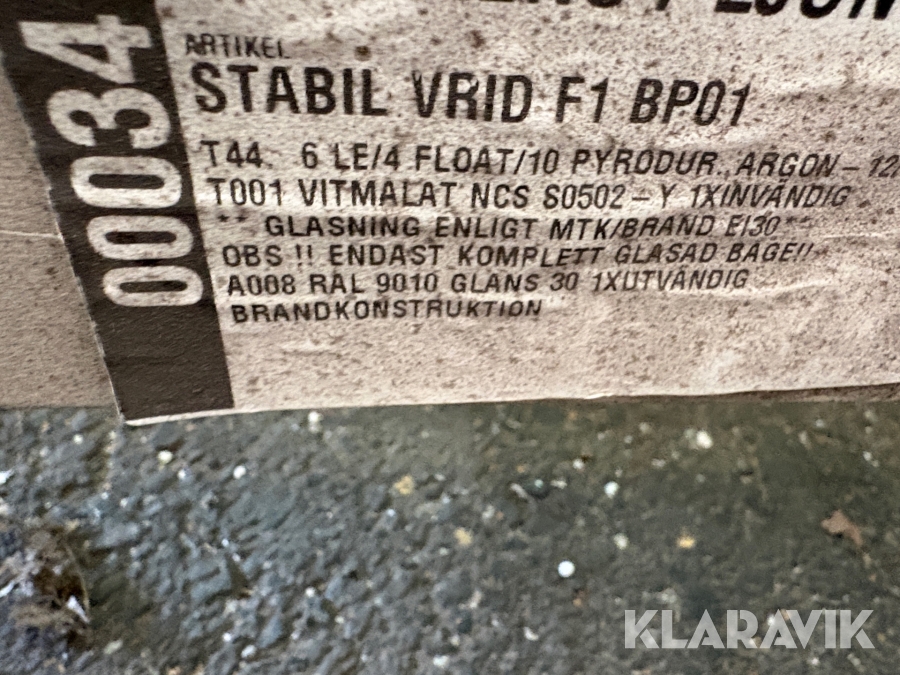 00034
ARTIKEL
STABIL VRID F1 BP01
T44. 6 LE/4 FLOAT/10 PYRODUR., ARGON - 12
T001 VITMALAT NCS S0502-Y 1XINVÄNDIG
** GLASNING ENLIGT MTK/BRAND EI30 **
OBS !! ENDAST KOMPLETT GLASAD BÅGE!!
A008 RAL 9010 GLANS 30 1XUTVÄNDIG
BRANDKONSTRUKTION
KLARAVIK